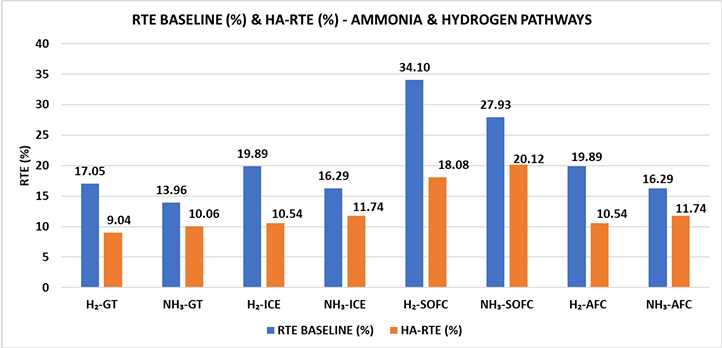 RTE BASELINE (%) & HA-RTE (%) - AMMONIA & HYDROGEN PATHWAYS
RTE (%)
40
35
30
25
20
15
10
5
0
17.05
9.04
13.96
10.06
19.89
10.54
16.29
11.74
34.10
18.08
27.93
20.12
19.89
10.54
16.29
11.74
H₂-GT
NH₃-GT
H₂-ICE
NH₃-ICE
H₂-SOFC
NH₃-SOFC
H₂-AFC
NH₃-AFC
RTE BASELINE (%)
HA-RTE (%)